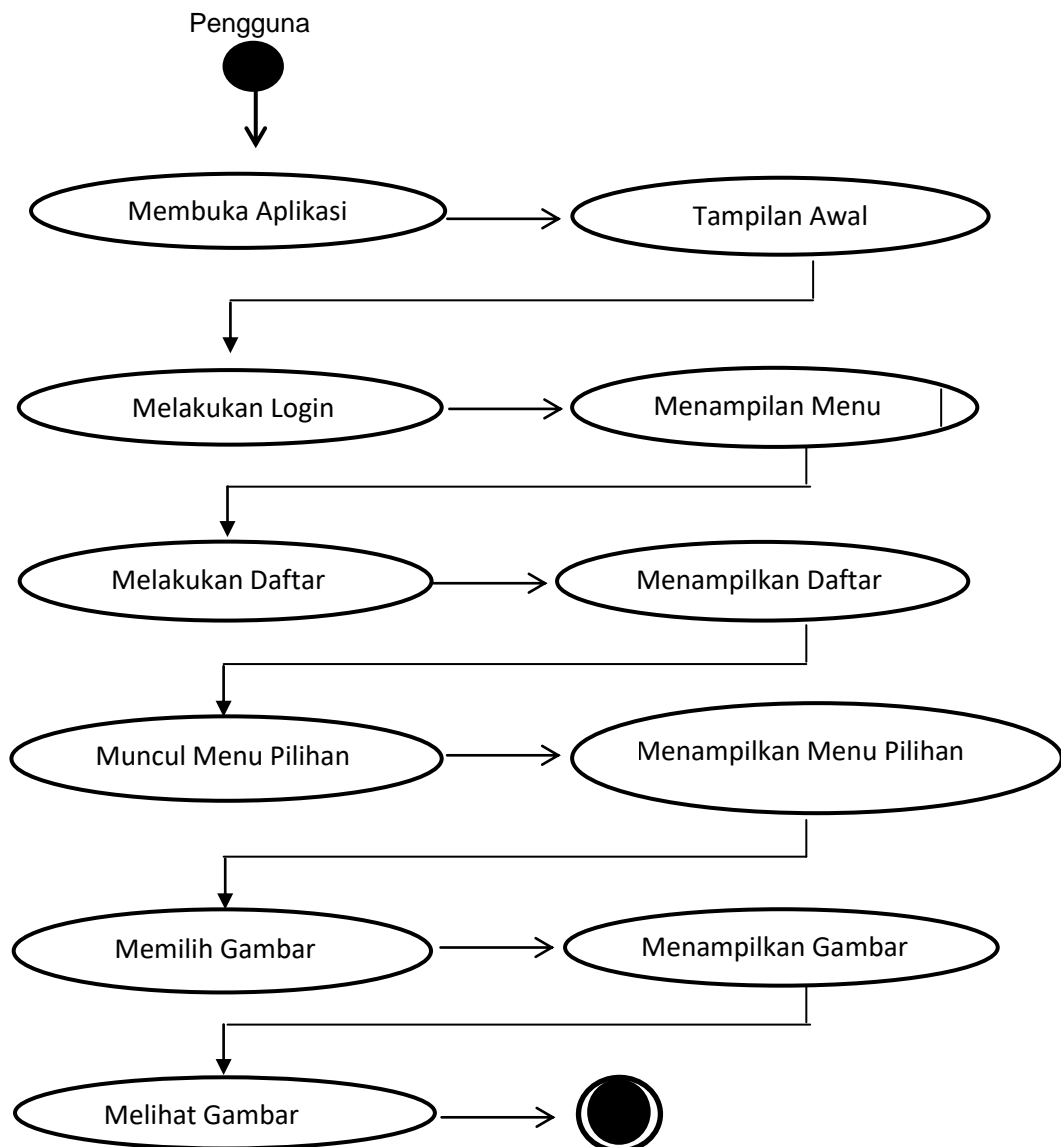 Pengguna
Membuka Aplikasi
Tampilan Awal
Melakukan Login
Menampilan Menu
Melakukan Daftar
Menampilkan Daftar
Muncul Menu Pilihan
Menampilkan Menu Pilihan
Memilih Gambar
Menampilkan Gambar
Melihat Gambar